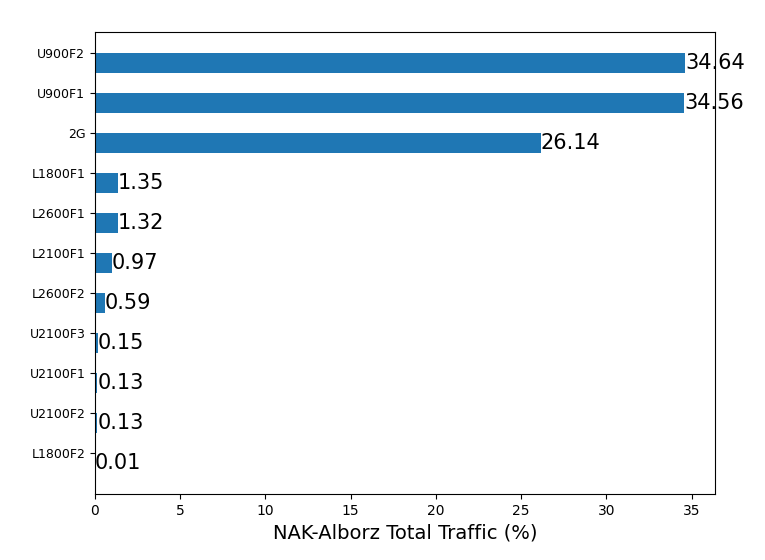 U900F2 34.64
U900F1 34.56
2G 26.14
L1800F1 1.35
L2600F1 1.32
L2100F1 0.97
L2600F2 0.59
U2100F3 0.15
U2100F1 0.13
U2100F2 0.13
L1800F2 0.01
0 5 10 15 20 25 30 35
NAK-Alborz Total Traffic (%)